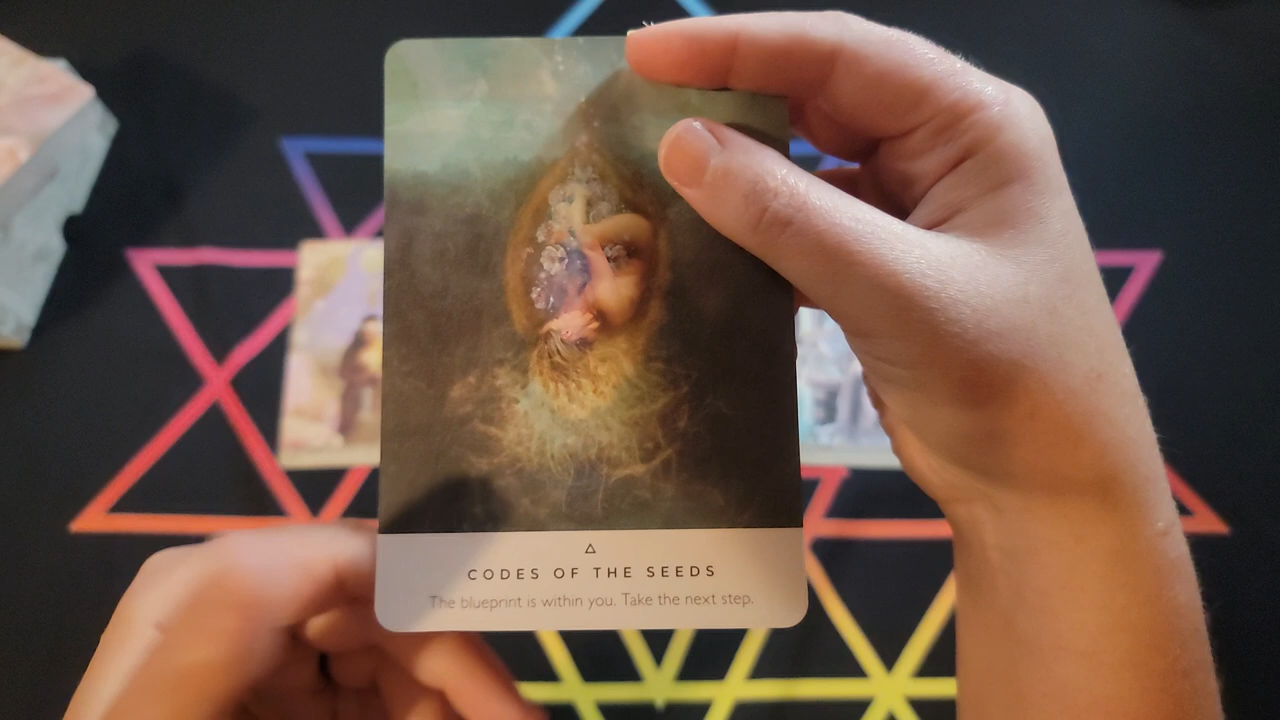 CODES OF THE SEEDS
The blueprint is within you. Take the next step.